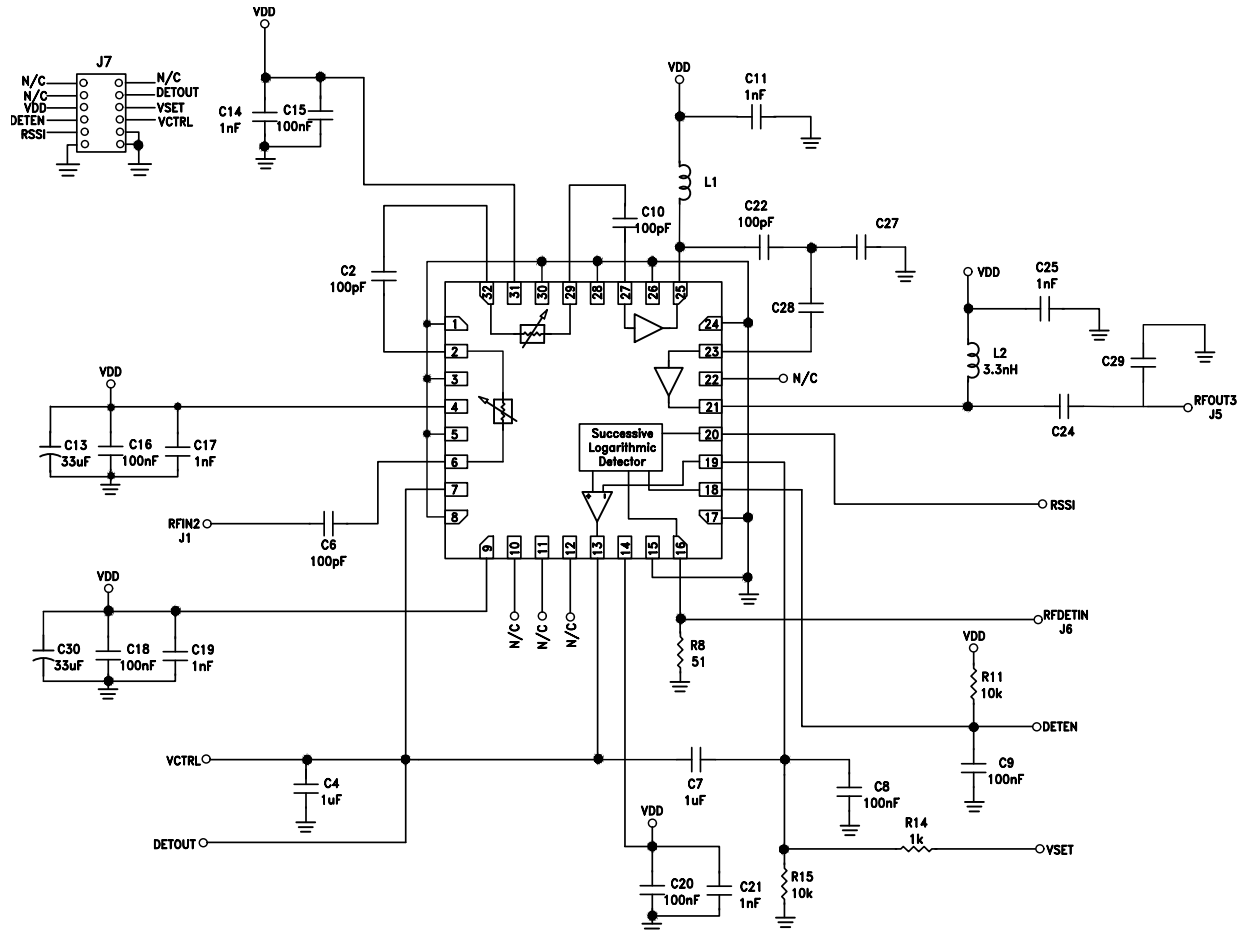 VDD
J7
N/C
N/C
N/C
DETOUT
VDD
VSET
DETEN
VCTRL
RSSI
C14
1nF
C15
100nF
VDD
C11
1nF
L1
C10
100pF
C22
100pF
C27
C2
100pF
C28
VDD
C25
1nF
L2
3.3nH
C29
32
31
30
29
28
27
26
25
1
2
3
4
5
6
7
8
24
23
22
21
20
19
18
17
9
10
11
12
13
14
15
16
N/C
RFOUT3
J5
C24
VDD
C13
33uF
C16
100nF
C17
1nF
Successive
Logarithmic
Detector
+
-
RSSI
RFIN2
J1
C6
100pF
VDD
C30
33uF
C18
100nF
C19
1nF
N/C
N/C
N/C
RFDETIN
J6
R8
51
VDD
R11
10k
DETEN
C9
100nF
VCTRL
C4
1uF
C7
1uF
C8
100nF
DETOUT
VDD
C20
100nF
C21
1nF
R14
1k
VSET
R15
10k